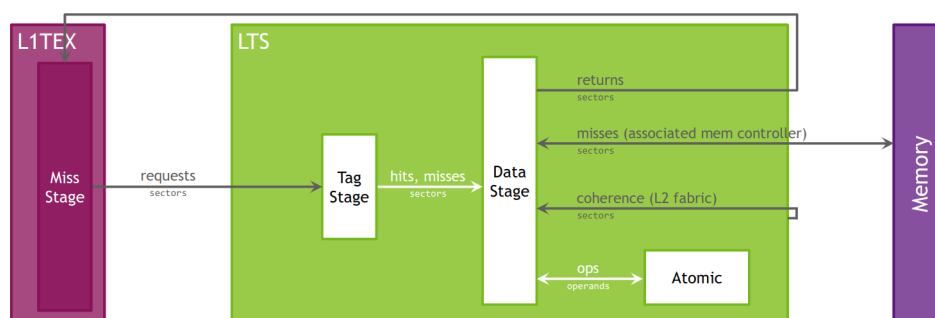 L1TEX
LTS
returns
sectors
misses (associated mem controller)
sectors
Miss
Stage
requests
sectors
Tag
Stage
hits, misses
sectors
Data
Stage
coherence (L2 fabric)
sectors
ops
operands
Atomic
Memory